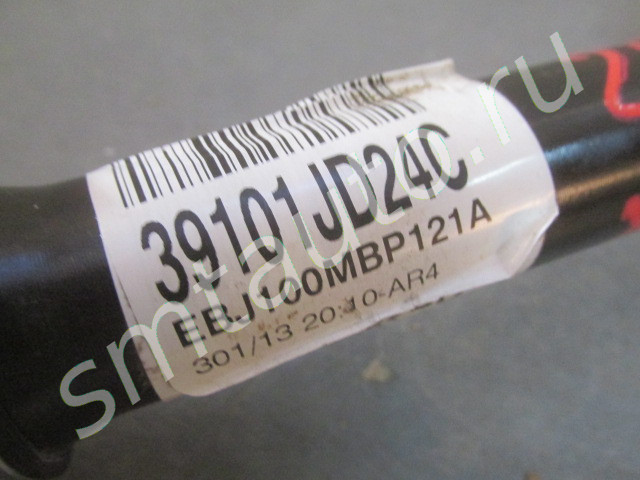 39101JD24C
EBJ100MBP121A
301/13 20:10 AR4
smtauto.ru